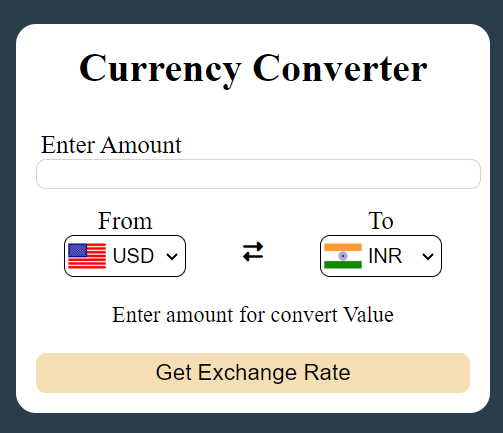 Currency Converter
Enter Amount
From To
USD INR
Enter amount for convert Value
Get Exchange Rate